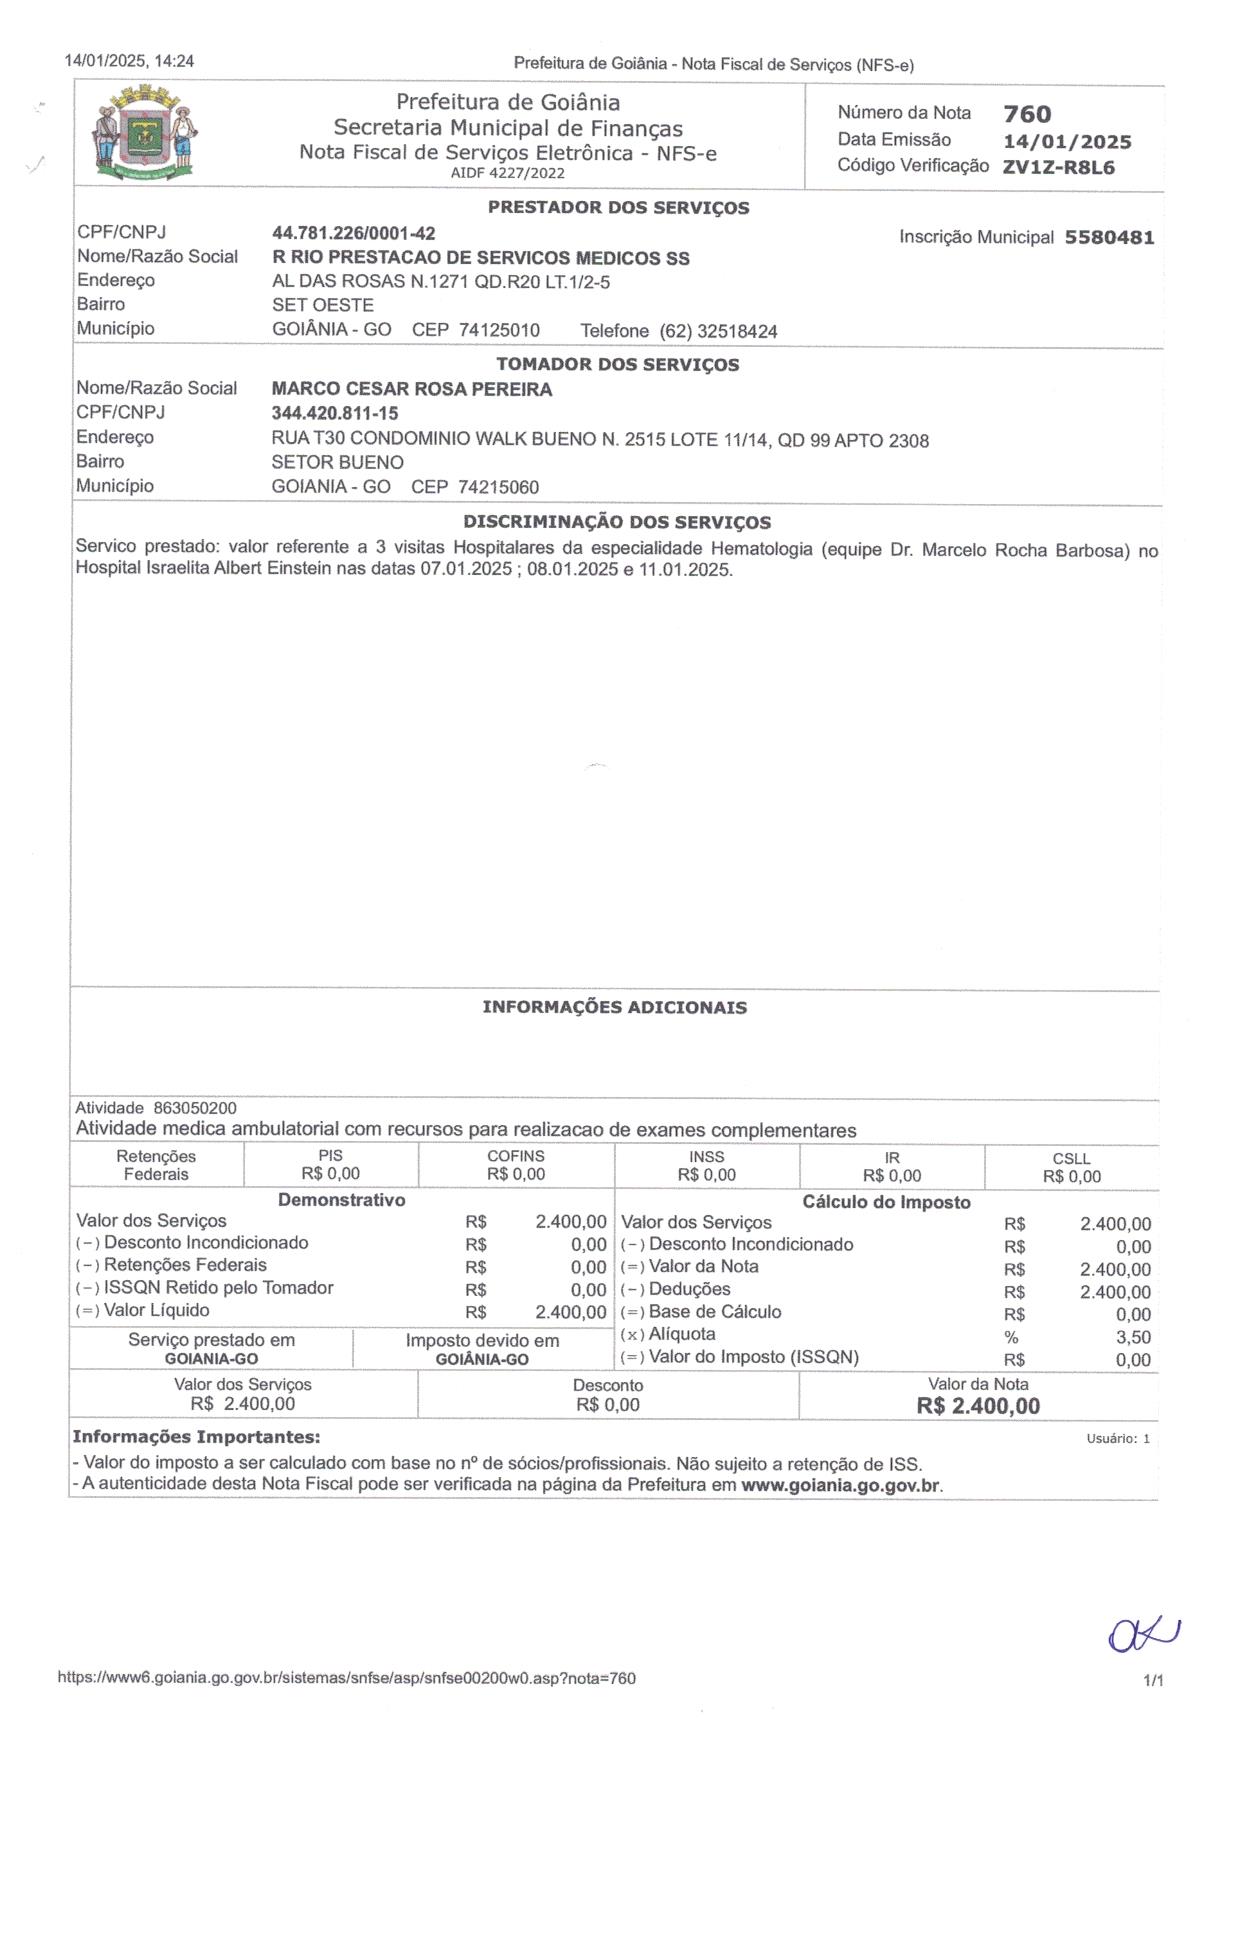 14/01/2025, 14:24 Prefeitura de Goiânia - Nota Fiscal de Serviços (NFS-e)
Prefeitura de Goiânia
Secretaria Municipal de Finanças
Nota Fiscal de Serviços Eletrônica - NFS-e
AIDF 4227/2022
Número da Nota 760
Data Emissão 14/01/2025
Código Verificação ZV1Z-R8L6
PRESTADOR DOS SERVIÇOS
CPF/CNPJ 44.781.226/0001-42 Inscrição Municipal 5580481
Nome/Razão Social R RIO PRESTACAO DE SERVICOS MEDICOS SS
Endereço AL DAS ROSAS N.1271 QD.R20 LT.1/2-5
Bairro SET OESTE
Município GOIÂNIA - GO CEP 74125010 Telefone (62) 32518424
TOMADOR DOS SERVIÇOS
Nome/Razão Social MARCO CESAR ROSA PEREIRA
CPF/CNPJ 344.420.811-15
Endereço RUA T30 CONDOMINIO WALK BUENO N. 2515 LOTE 11/14, QD 99 APTO 2308
Bairro SETOR BUENO
Município GOIANIA - GO CEP 74215060
DISCRIMINAÇÃO DOS SERVIÇOS
Servico prestado: valor referente a 3 visitas Hospitalares da especialidade Hematologia (equipe Dr. Marcelo Rocha Barbosa) no
Hospital Israelita Albert Einstein nas datas 07.01.2025 ; 08.01.2025 e 11.01.2025.
INFORMAÇÕES ADICIONAIS
Atividade 863050200
Atividade medica ambulatorial com recursos para realizacao de exames complementares
Retenções Federais PIS R$ 0,00 COFINS R$ 0,00 INSS R$ 0,00 IR R$ 0,00 CSLL R$ 0,00
Demonstrativo
Valor dos Serviços R$ 2.400,00
(-) Desconto Incondicionado R$ 0,00
(-) Retenções Federais R$ 0,00
(-) ISSQN Retido pelo Tomador R$ 0,00
(=) Valor Líquido R$ 2.400,00
Serviço prestado em
GOIANIA-GO
Imposto devido em
GOIÂNIA-GO
Cálculo do Imposto
Valor dos Serviços R$ 2.400,00
(-) Desconto Incondicionado R$ 0,00
(=) Valor da Nota R$ 2.400,00
(-) Deduções R$ 2.400,00
(=) Base de Cálculo R$ 0,00
(x) Alíquota % 3,50
(=) Valor do Imposto (ISSQN) R$ 0,00
Valor dos Serviços
R$ 2.400,00
Desconto
R$ 0,00
Valor da Nota
R$ 2.400,00
Informações Importantes: Usuário: 1
- Valor do imposto a ser calculado com base no nº de sócios/profissionais. Não sujeito a retenção de ISS.
- A autenticidade desta Nota Fiscal pode ser verificada na página da Prefeitura em www.goiania.go.gov.br.
OK
https://www6.goiania.go.gov.br/sistemas/snfse/asp/snfse00200w0.asp?nota=760 1/1